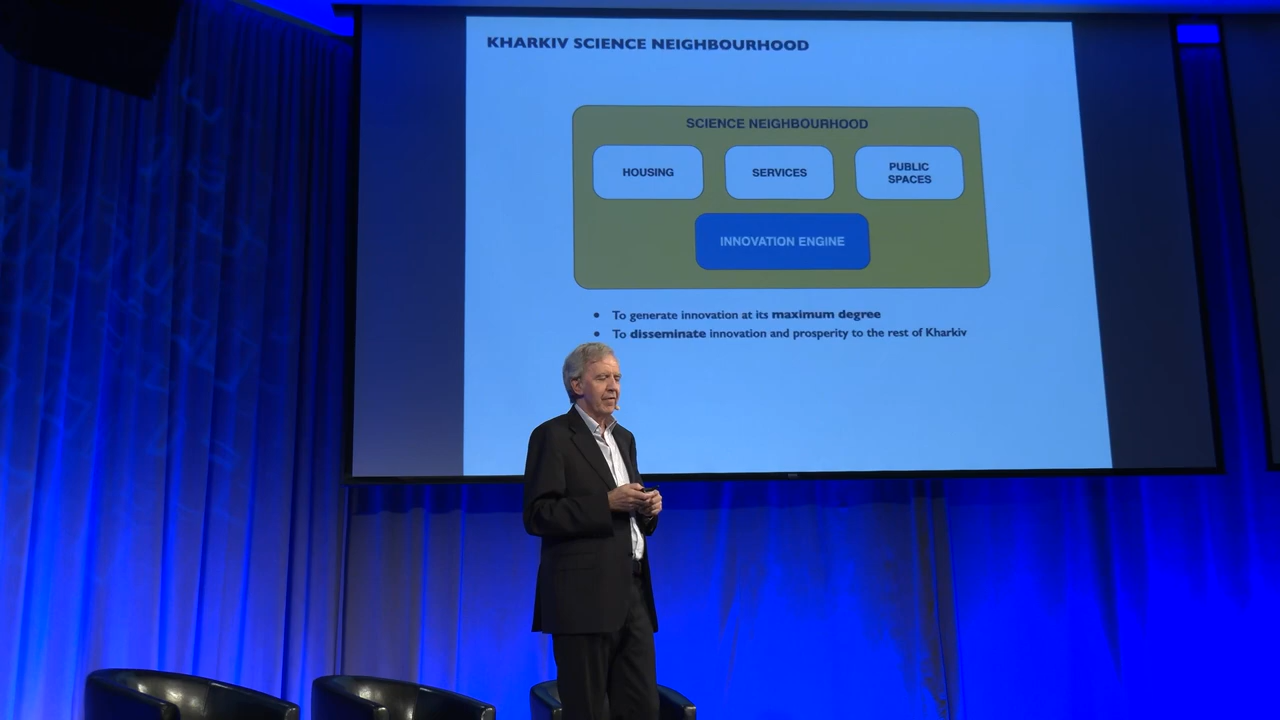 KHARKIV SCIENCE NEIGHBOURHOOD
SCIENCE NEIGHBOURHOOD
HOUSING
SERVICES
PUBLIC
SPACES
INNOVATION ENGINE
• To generate innovation at its maximum degree
• To disseminate innovation and prosperity to the rest of Kharkiv